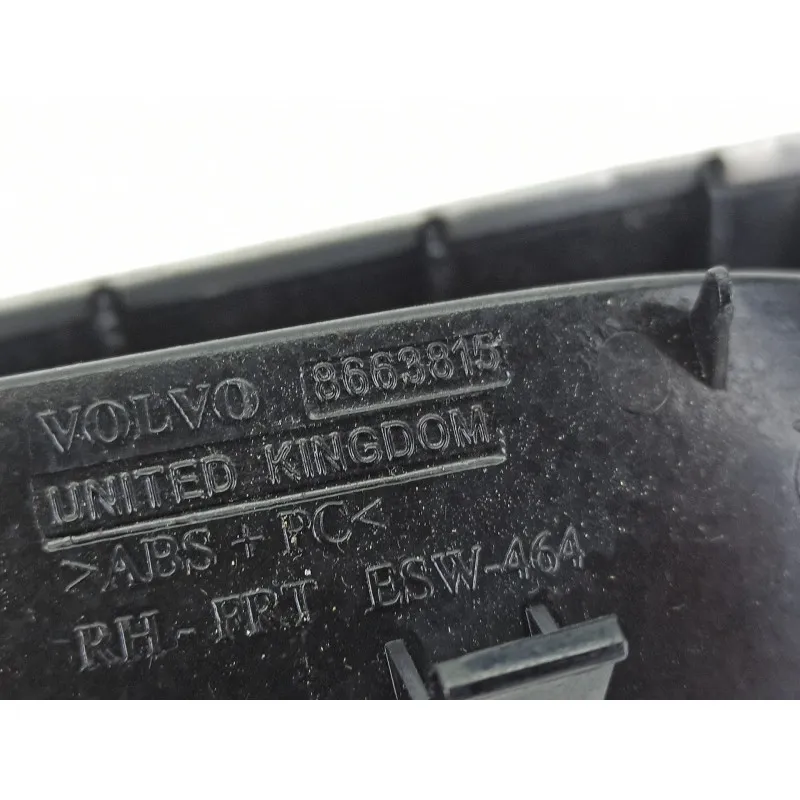 VOLVO 8663815
UNITED KINGDOM
>ABS + PC<
RH-FRT ESW-464